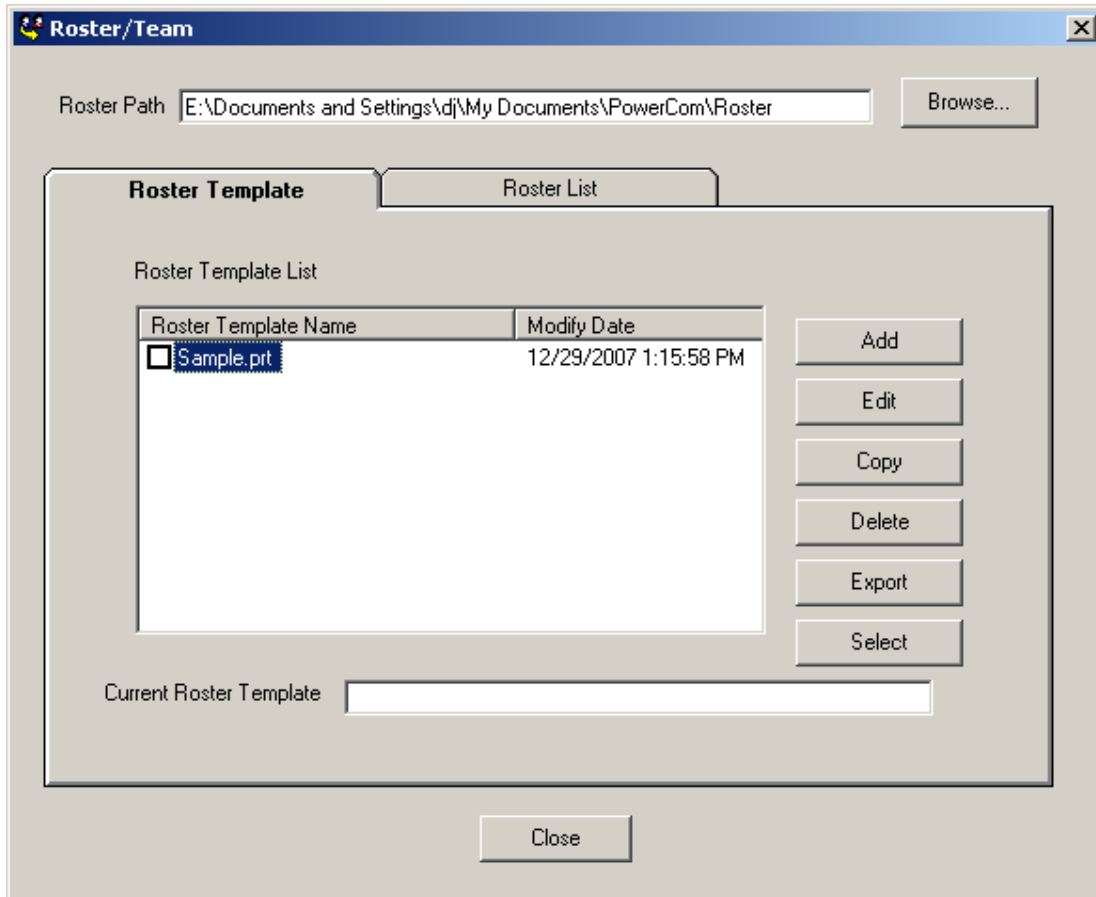 Roster/Team
Roster Path E:\Documents and Settings\dj\My Documents\PowerCom\Roster Browse...
Roster Template Roster List
Roster Template List
Roster Template Name Modify Date
Sample.prt 12/29/2007 1:15:58 PM
Add
Edit
Copy
Delete
Export
Select
Current Roster Template
Close